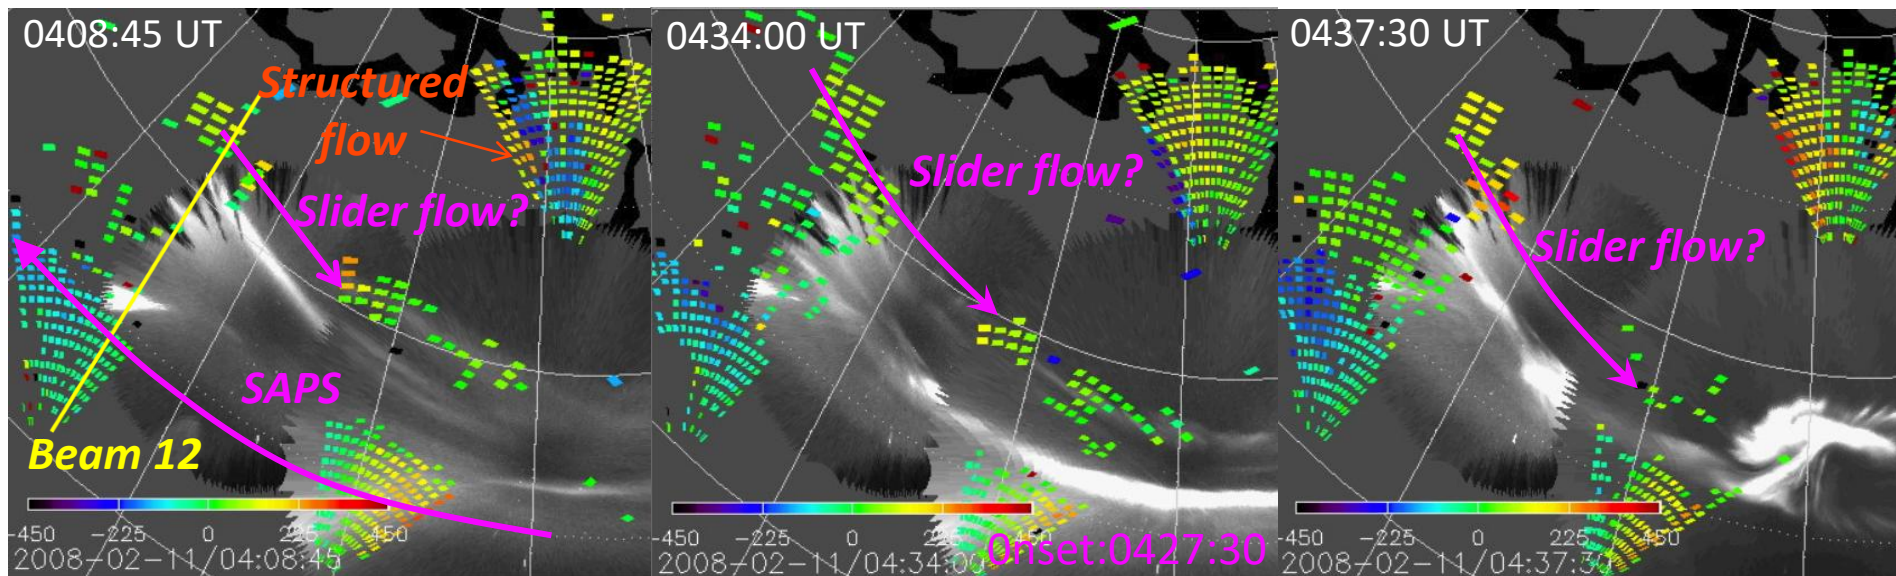 0408:45 UT
Structured
flow
Slider flow?
SAPS
Beam 12
-450 -225 0 225 450
2008-02-11/04:08:45
0434:00 UT
Slider flow?
-450 -225 0 225 450
Onset:0427:30
2008-02-11/04:34:00
0437:30 UT
Slider flow?
-450 -225 0 225 450
2008-02-11/04:37:30